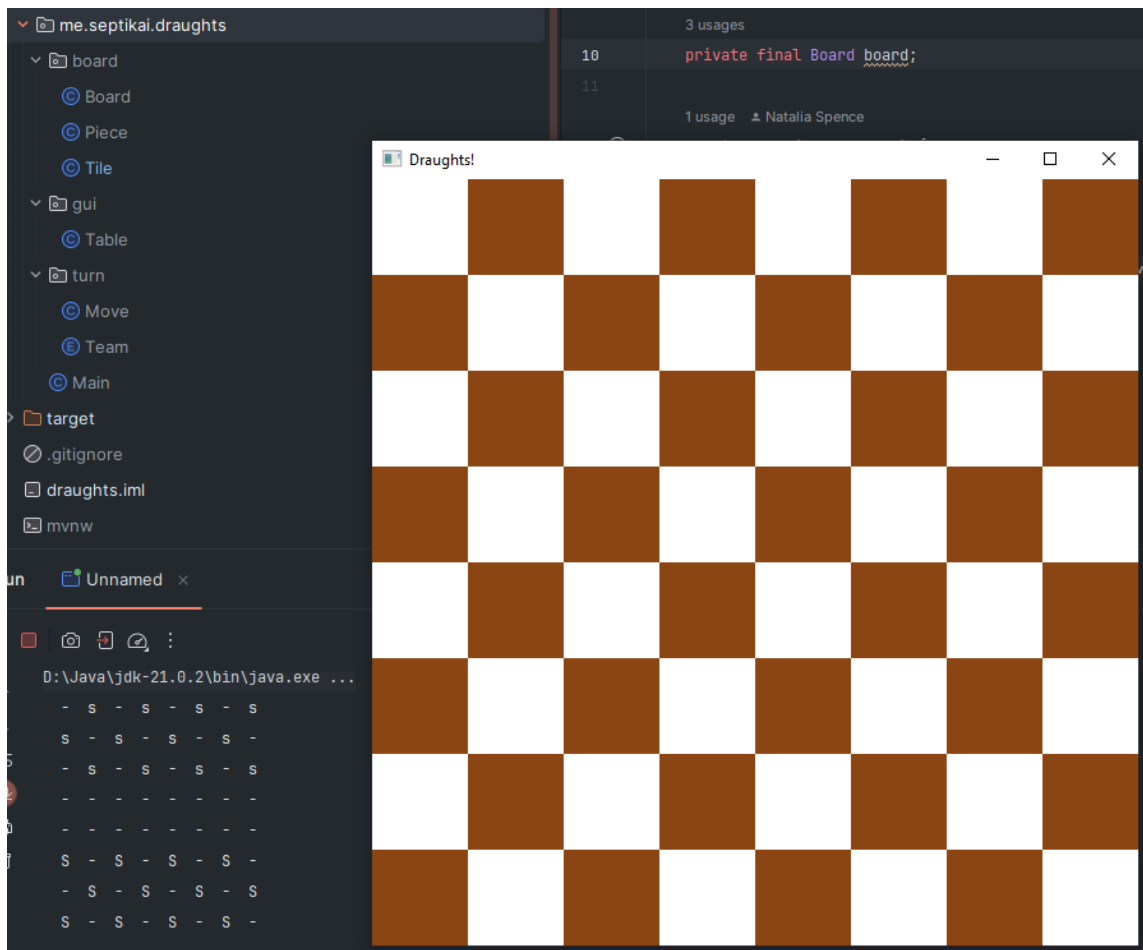 me.septikai.draughts
board
Board
Piece
Tile
gui
Table
turn
Move
Team
Main
target
.gitignore
draughts.iml
mvnw
3 usages
10 private final Board board;
11
1 usage Natalia Spence
Draughts!
un
Unnamed
D:\Java\jdk-21.0.2\bin\java.exe ...
- s - s - s - s
s - s - s - s -
- s - s - s - s
- - - - - - - -
- - - - - - - -
S - S - S - S -
- S - S - S - S
S - S - S - S -